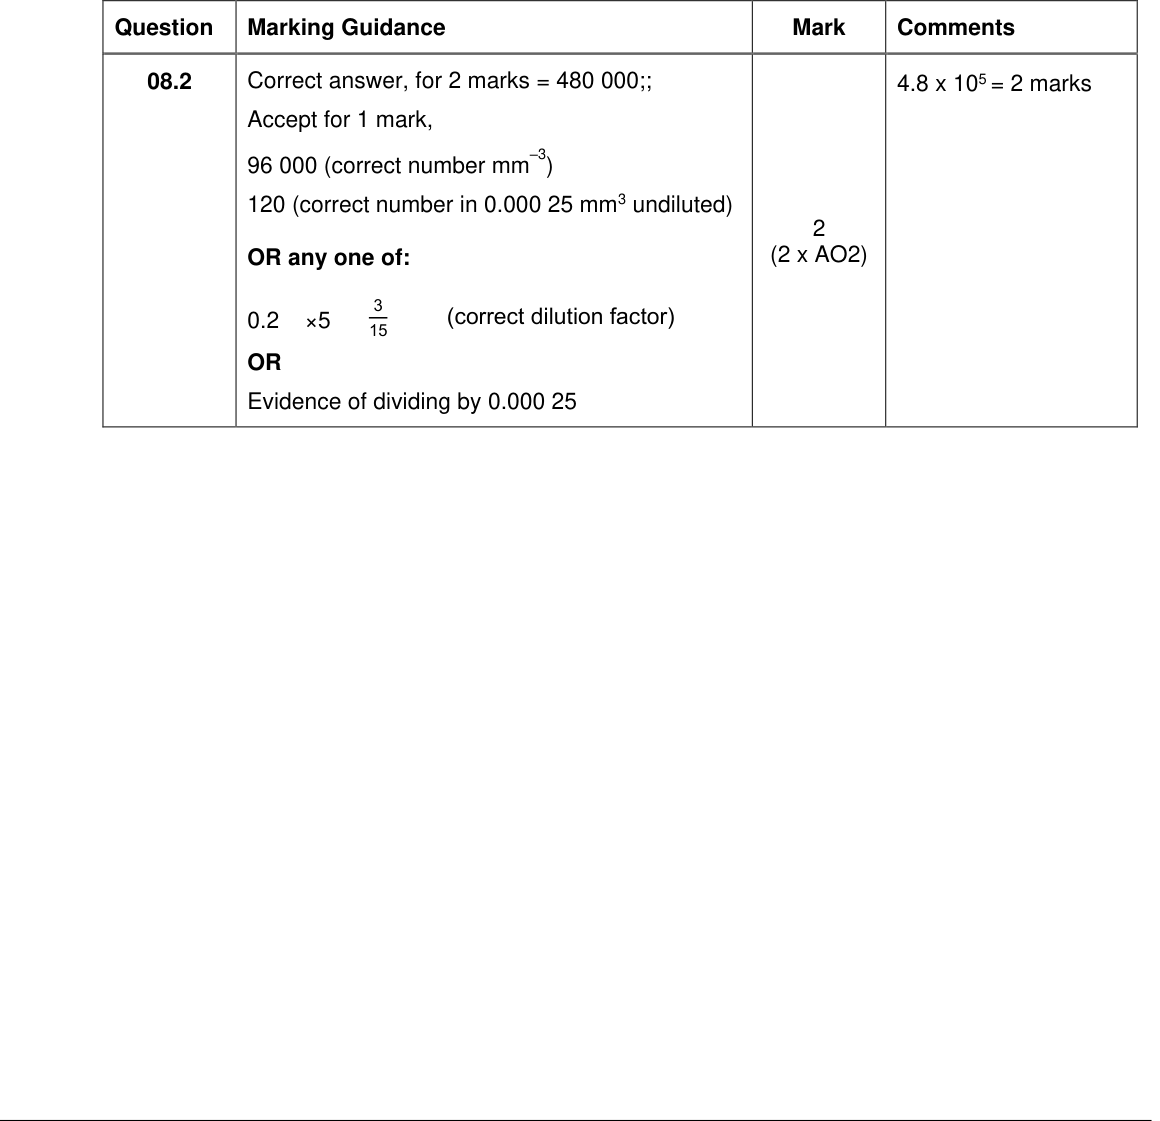 Question Marking Guidance Mark Comments
08.2 Correct answer, for 2 marks = 480 000;; 4.8 x 10⁵ = 2 marks
Accept for 1 mark,
96 000 (correct number mm⁻³)
120 (correct number in 0.000 25 mm³ undiluted)
2
(2 x AO2)
OR any one of:
0.2 ×5 3/15 (correct dilution factor)
OR
Evidence of dividing by 0.000 25